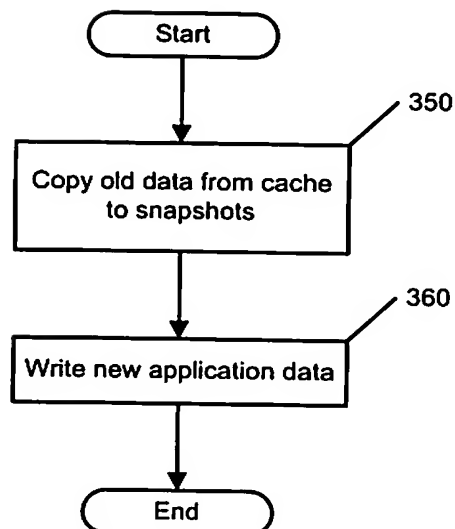 Start
350
Copy old data from cache
to snapshots
360
Write new application data
End